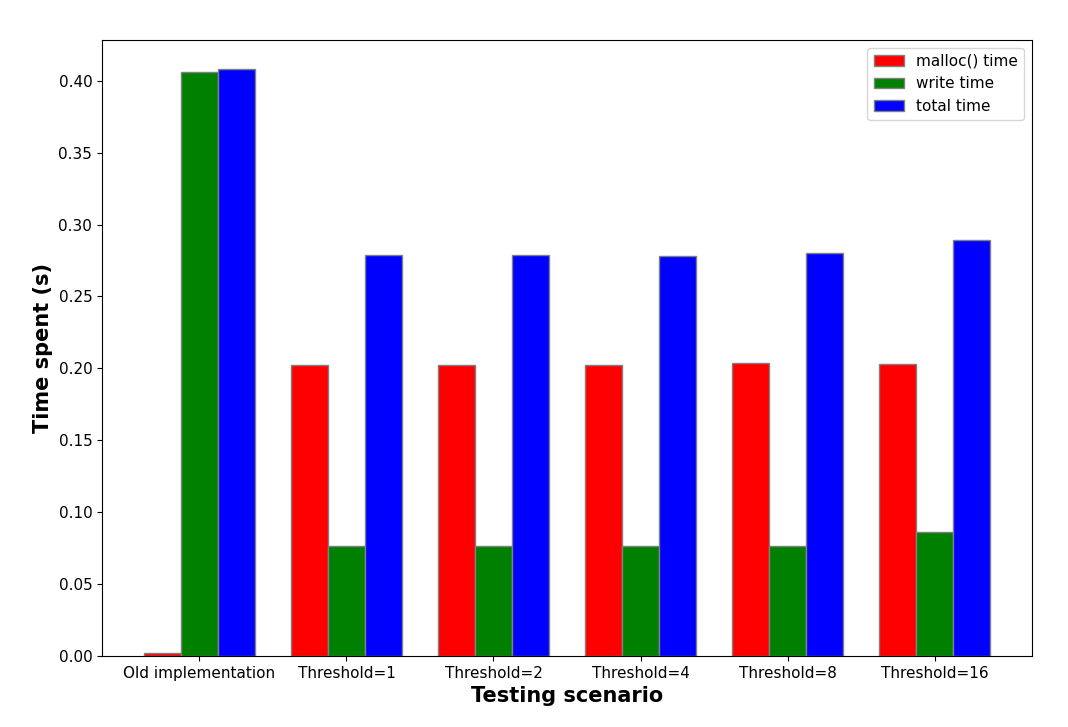 malloc() time
write time
total time
0.40
0.35
0.30
0.25
0.20
0.15
0.10
0.05
0.00
Time spent (s)
Old implementation
Threshold=1
Threshold=2
Threshold=4
Threshold=8
Threshold=16
Testing scenario